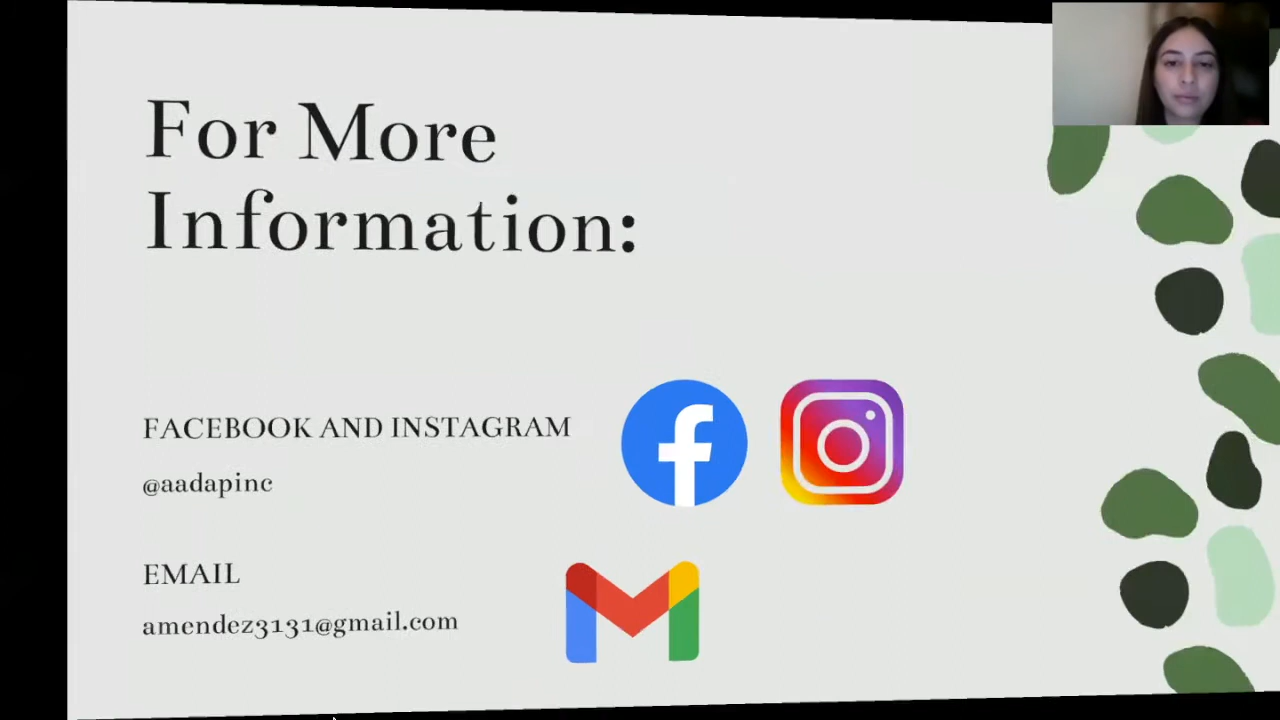 For More
Information:
FACEBOOK AND INSTAGRAM
@aadapinc
EMAIL
amendez3131@gmail.com